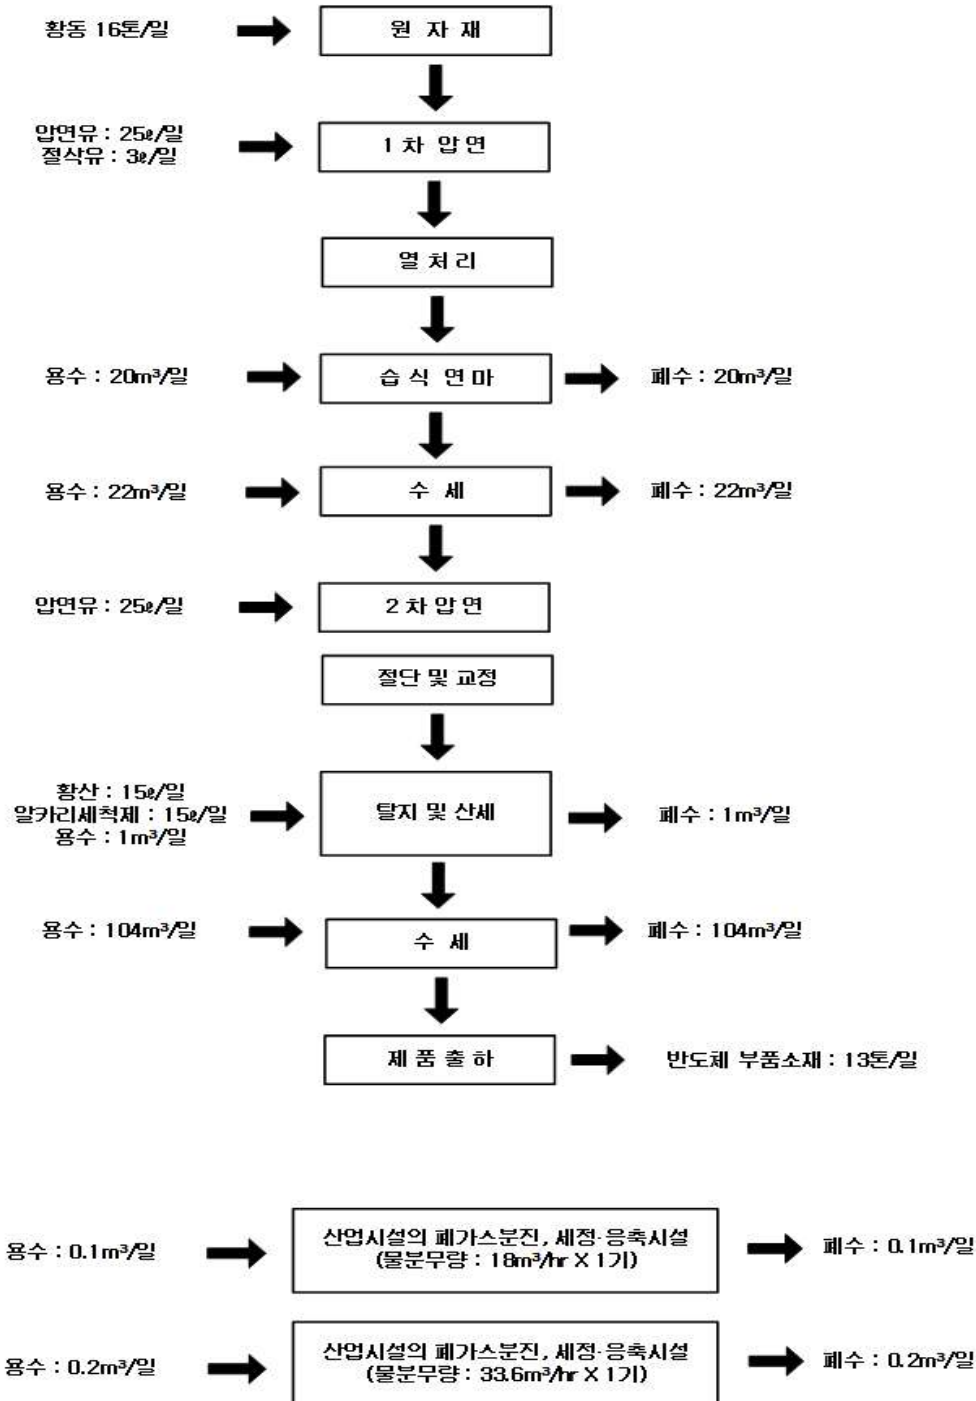 황동 16톤/일
원 자 재
압연유 : 25ℓ/일
절삭유 : 3ℓ/일
1 차 압 연
열 처 리
용수 : 20m³/일
습 식 연 마
폐수 : 20m³/일
용수 : 22m³/일
수 세
폐수 : 22m³/일
압연유 : 25ℓ/일
2 차 압 연
절단 및 교정
황산 : 15ℓ/일
알카리세척제 : 15ℓ/일
용수 : 1m³/일
탈지 및 산세
폐수 : 1m³/일
용수 : 104m³/일
수 세
폐수 : 104m³/일
제 품 출 하
반도체 부품소재 : 13톤/일
용수 : 0.1m³/일
산업시설의 폐가스분진, 세정·응축시설
(물분무량 : 18m³/hr X 1기)
폐수 : 0.1m³/일
용수 : 0.2m³/일
산업시설의 폐가스분진, 세정·응축시설
(물분무량 : 33.6m³/hr X 1기)
폐수 : 0.2m³/일